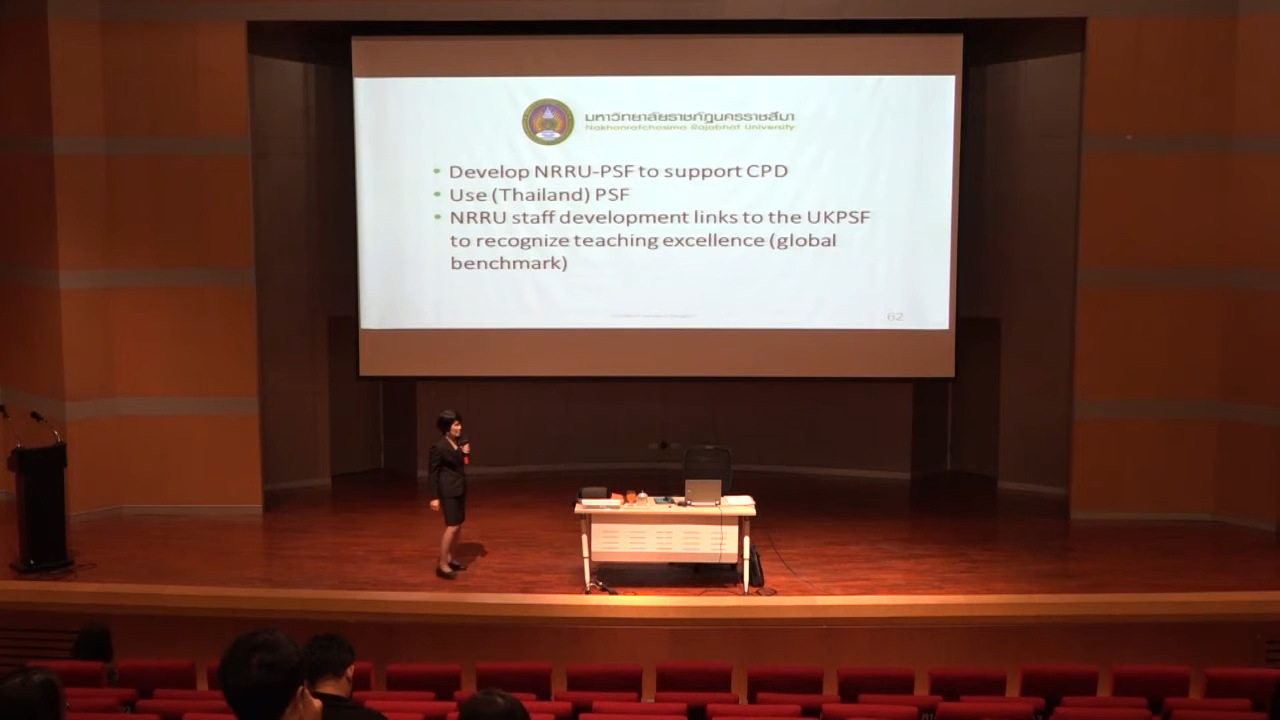 มหาวิทยาลัยราชภัฏนครราชสีมา
Nakhonratchasima Rajabhat University
• Develop NRRU-PSF to support CPD
• Use (Thailand) PSF
• NRRU staff development links to the UKPSF
to recognize teaching excellence (global
benchmark)
62